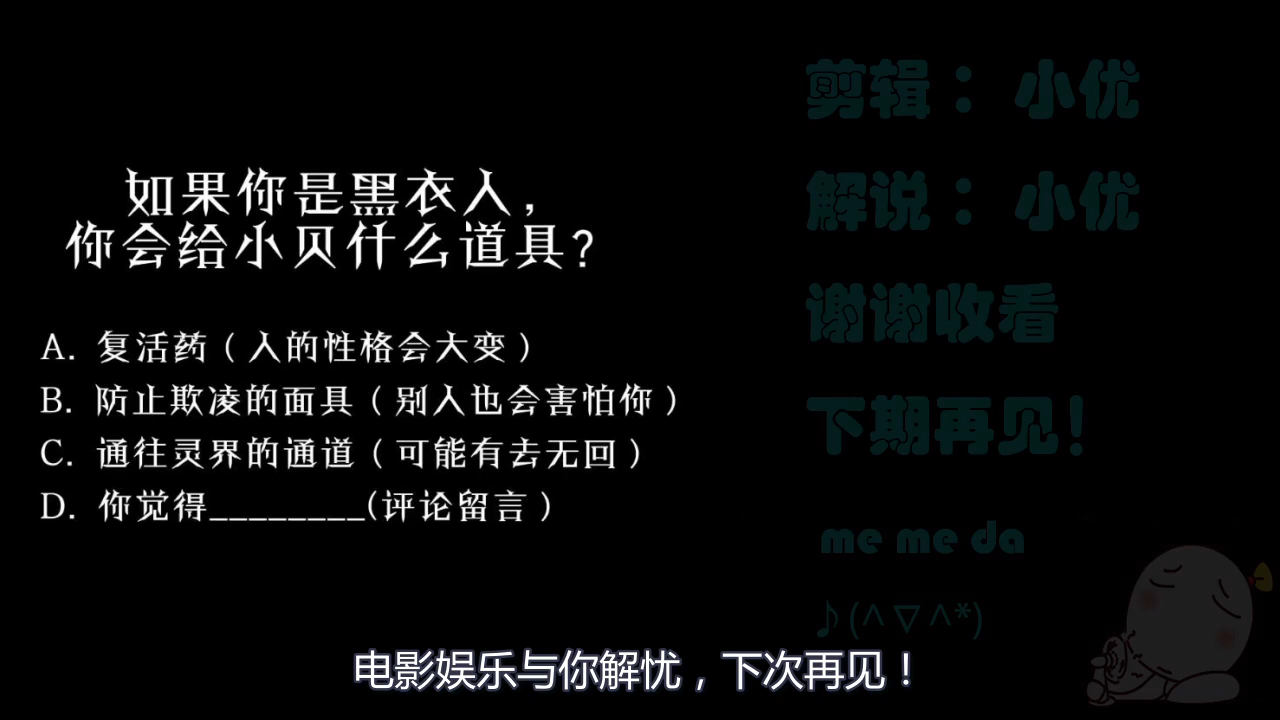 如果你是黑衣人，
你会给小贝什么道具？
A. 复活药（人的性格会大变）
B. 防止欺凌的面具（别人也会害怕你）
C. 通往灵界的通道（可能有去无回）
D. 你觉得________(评论留言）
剪辑：小优
解说：小优
谢谢收看
下期再见！
me me da
♪(^∇^*)
电影娱乐与你解忧，下次再见！